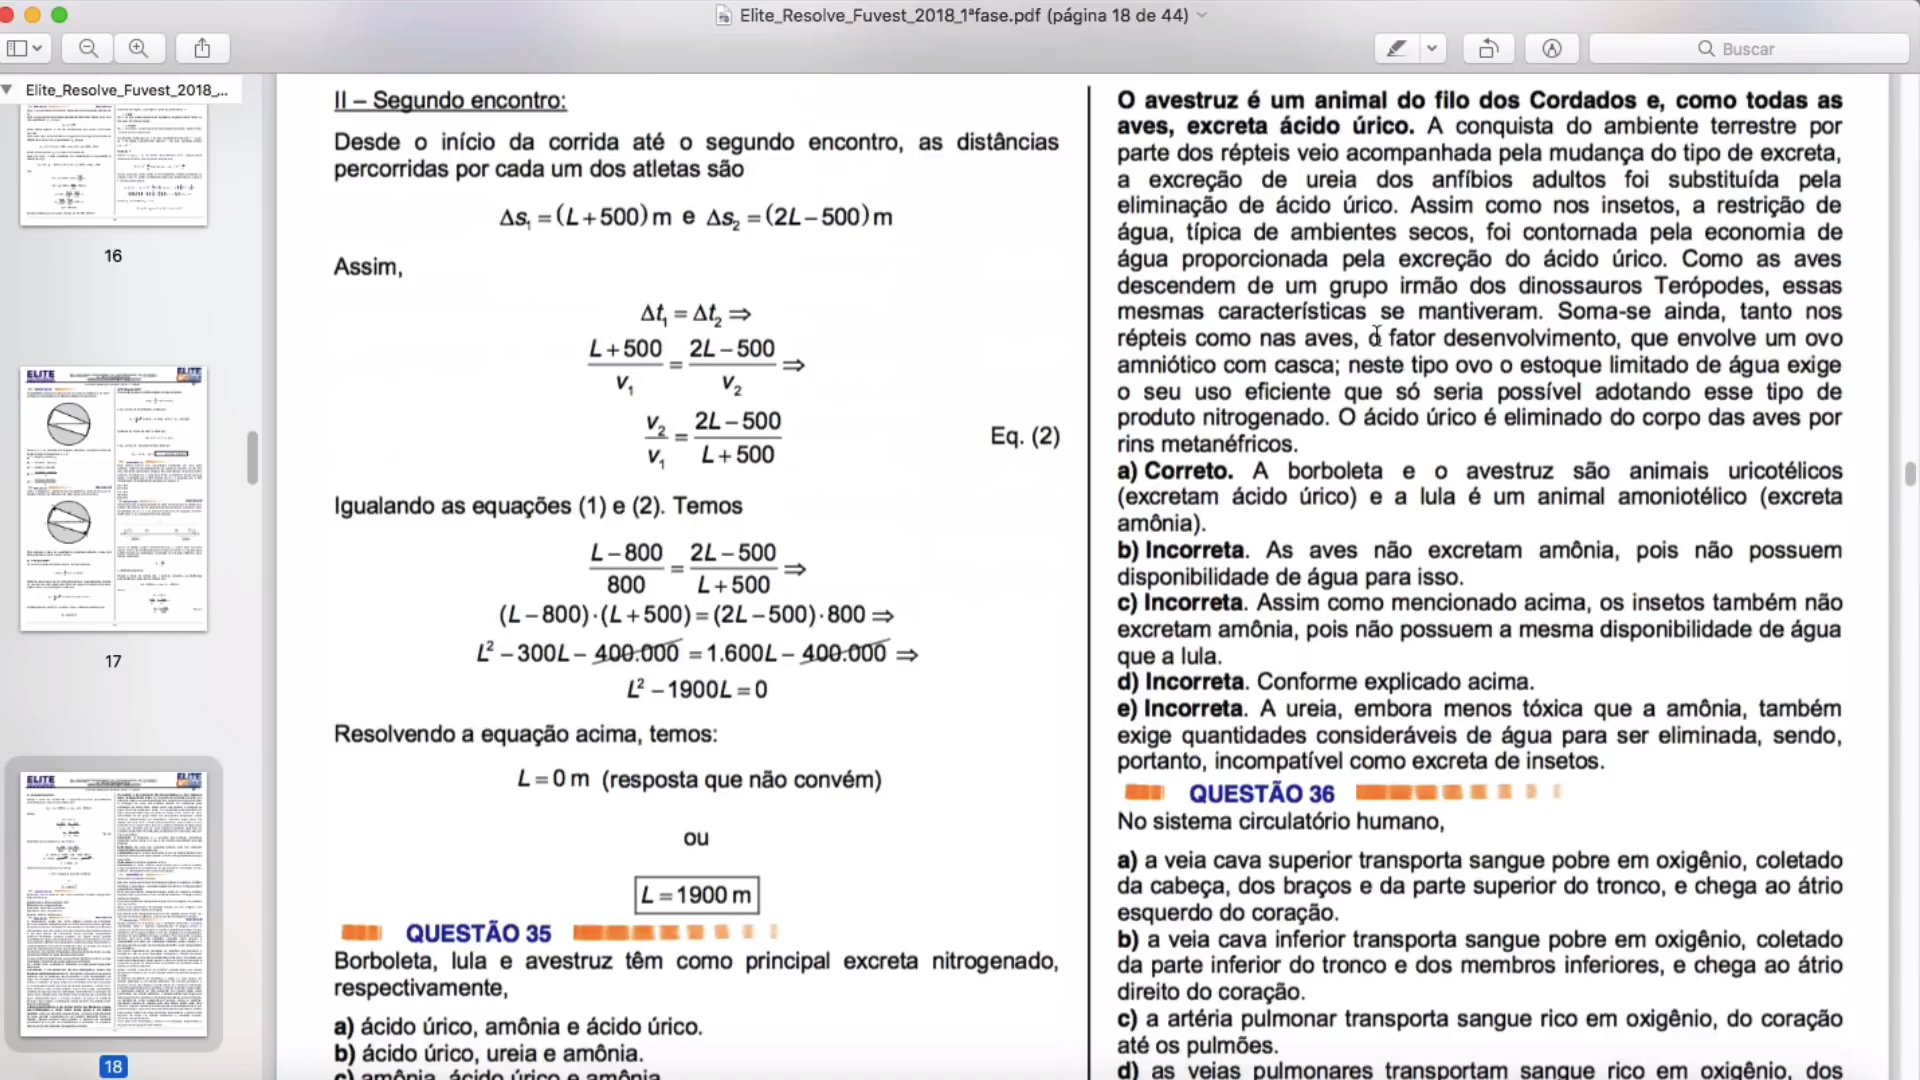 Elite_Resolve_Fuvest_2018_1ªfase.pdf (página 18 de 44)
Buscar
Elite_Resolve_Fuvest_2018_...
16
ELITE
17
ELITE
18
II – Segundo encontro:
Desde o início da corrida até o segundo encontro, as distâncias
percorridas por cada um dos atletas são
Δs₁ = (L + 500) m e Δs₂ = (2L − 500) m
Assim,
Δt₁ = Δt₂ ⇒
(L + 500)/v₁ = (2L − 500)/v₂ ⇒
v₂/v₁ = (2L − 500)/(L + 500) Eq. (2)
Igualando as equações (1) e (2). Temos
(L − 800)/800 = (2L − 500)/(L + 500) ⇒
(L − 800)·(L + 500) = (2L − 500)·800 ⇒
L² − 300L − 400.000 = 1.600L − 400.000 ⇒
L² − 1900L = 0
Resolvendo a equação acima, temos:
L = 0 m (resposta que não convém)
ou
L = 1900 m
QUESTÃO 35
Borboleta, lula e avestruz têm como principal excreta nitrogenado,
respectivamente,
a) ácido úrico, amônia e ácido úrico.
b) ácido úrico, ureia e amônia.
c) amônia, ácido úrico e amônia.
O avestruz é um animal do filo dos Cordados e, como todas as
aves, excreta ácido úrico. A conquista do ambiente terrestre por
parte dos répteis veio acompanhada pela mudança do tipo de excreta,
a excreção de ureia dos anfíbios adultos foi substituída pela
eliminação de ácido úrico. Assim como nos insetos, a restrição de
água, típica de ambientes secos, foi contornada pela economia de
água proporcionada pela excreção do ácido úrico. Como as aves
descendem de um grupo irmão dos dinossauros Terópodes, essas
mesmas características se mantiveram. Soma-se ainda, tanto nos
répteis como nas aves, o fator desenvolvimento, que envolve um ovo
amniótico com casca; neste tipo ovo o estoque limitado de água exige
o seu uso eficiente que só seria possível adotando esse tipo de
produto nitrogenado. O ácido úrico é eliminado do corpo das aves por
rins metanéfricos.
a) Correto. A borboleta e o avestruz são animais uricotélicos
(excretam ácido úrico) e a lula é um animal amoniotélico (excreta
amônia).
b) Incorreta. As aves não excretam amônia, pois não possuem
disponibilidade de água para isso.
c) Incorreta. Assim como mencionado acima, os insetos também não
excretam amônia, pois não possuem a mesma disponibilidade de água
que a lula.
d) Incorreta. Conforme explicado acima.
e) Incorreta. A ureia, embora menos tóxica que a amônia, também
exige quantidades consideráveis de água para ser eliminada, sendo,
portanto, incompatível como excreta de insetos.
QUESTÃO 36
No sistema circulatório humano,
a) a veia cava superior transporta sangue pobre em oxigênio, coletado
da cabeça, dos braços e da parte superior do tronco, e chega ao átrio
esquerdo do coração.
b) a veia cava inferior transporta sangue pobre em oxigênio, coletado
da parte inferior do tronco e dos membros inferiores, e chega ao átrio
direito do coração.
c) a artéria pulmonar transporta sangue rico em oxigênio, do coração
até os pulmões.
d) as veias pulmonares transportam sangue rico em oxigênio, dos